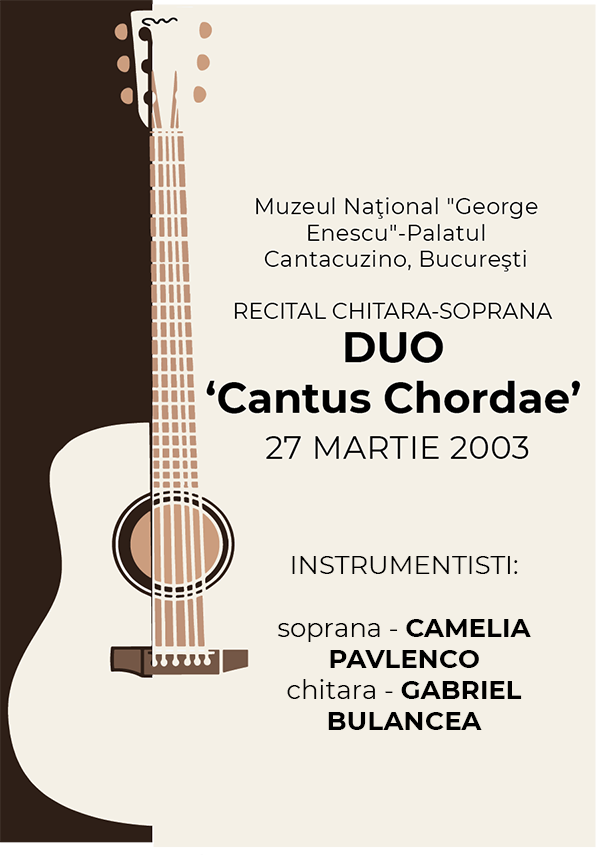 Muzeul Naţional "George
Enescu"-Palatul
Cantacuzino, Bucureşti
RECITAL CHITARA-SOPRANA
DUO
‘Cantus Chordae’
27 MARTIE 2003
INSTRUMENTISTI:
soprana - CAMELIA
PAVLENCO
chitara - GABRIEL
BULANCEA